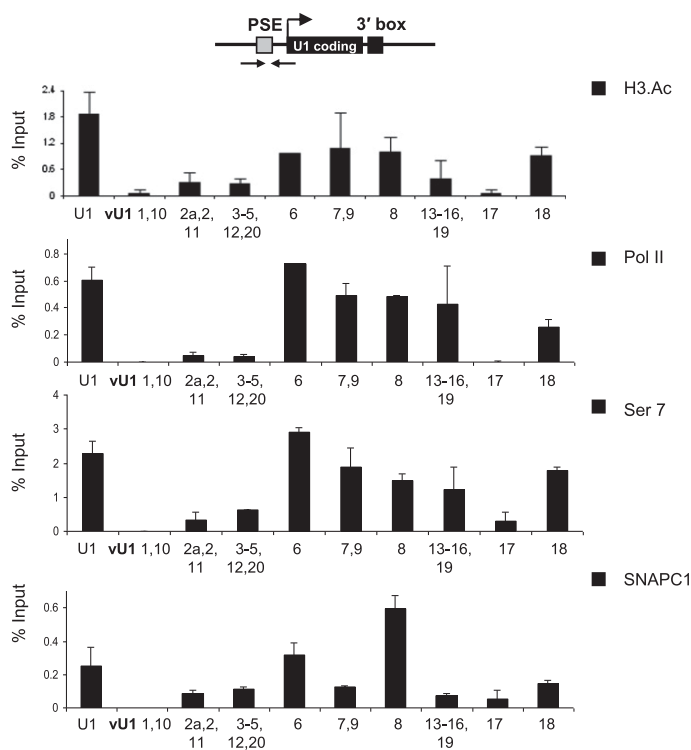 PSE 3′ box
U1 coding
H3.Ac
% Input
2.4
1.8
1.2
0.6
0
U1 vU1 1,10 2a,2, 3-5, 6 7,9 8 13-16, 17 18
11 12,20 19
Pol II
% Input
0.8
0.6
0.4
0.2
0
U1 vU1 1,10 2a,2, 3-5, 6 7,9 8 13-16, 17 18
11 12,20 19
Ser 7
% Input
4
3
2
1
0
U1 vU1 1,10 2a,2, 3-5, 6 7,9 8 13-16, 17 18
11 12,20 19
SNAPC1
% Input
0.6
0.4
0.2
0
U1 vU1 1,10 2a,2, 3-5, 6 7,9 8 13-16, 17 18
11 12,20 19